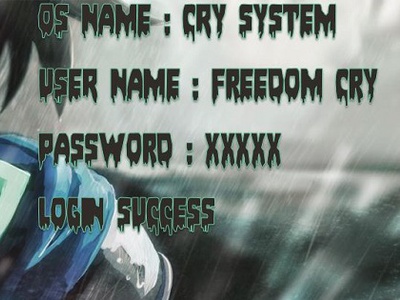 OS NAME : CRY SYSTEM
USER NAME : FREEDOM CRY
PASSWORD : XXXXX
LOGIN SUCCESS